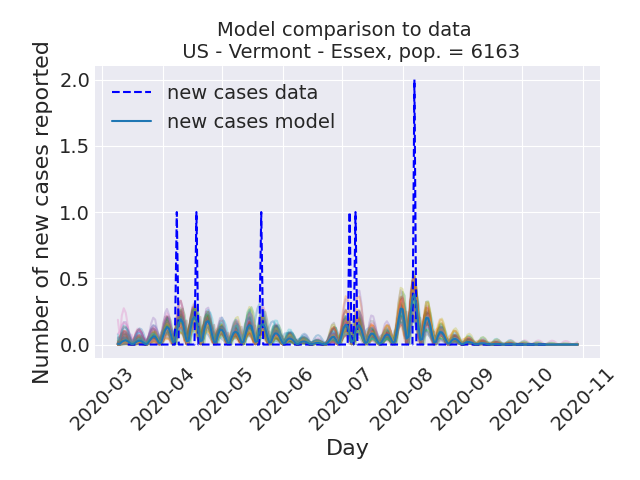 Model comparison to data
US - Vermont - Essex, pop. = 6163
Number of new cases reported
2.0
1.5
1.0
0.5
0.0
new cases data
new cases model
2020-03
2020-04
2020-05
2020-06
2020-07
2020-08
2020-09
2020-10
2020-11
Day